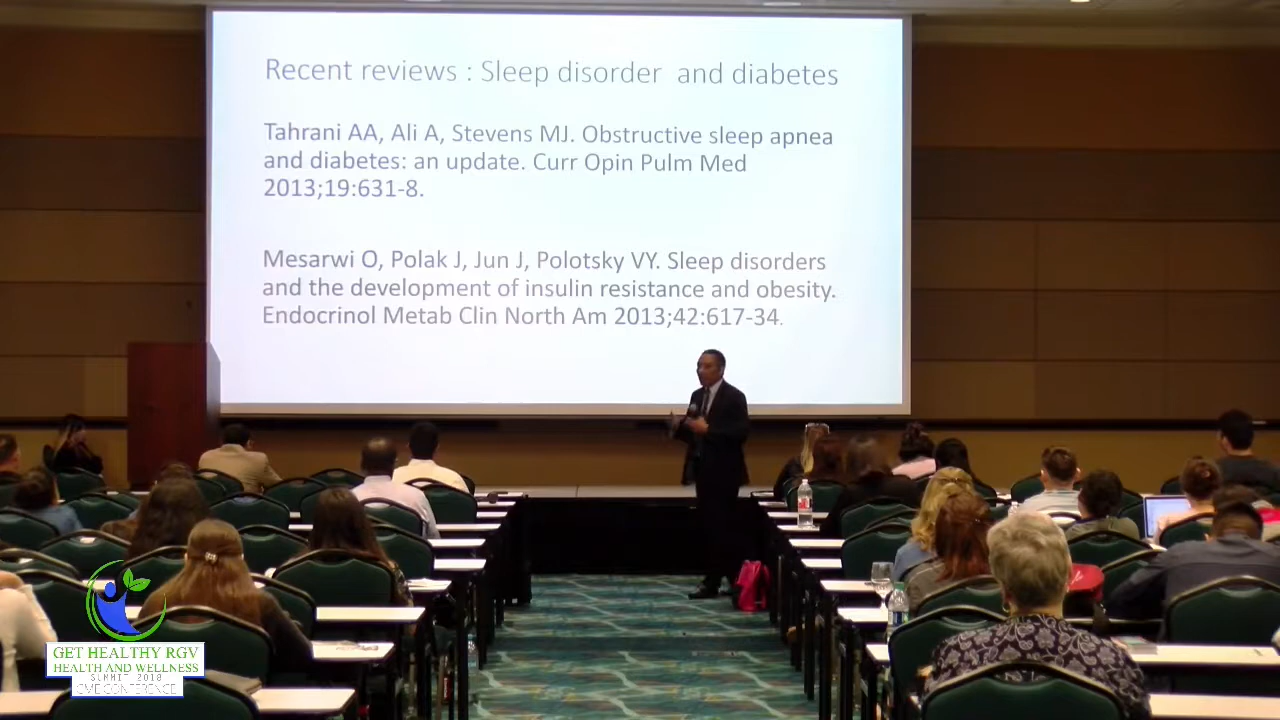 Recent reviews : Sleep disorder and diabetes
Tahrani AA, Ali A, Stevens MJ. Obstructive sleep apnea
and diabetes: an update. Curr Opin Pulm Med
2013;19:631-8.
Mesarwi O, Polak J, Jun J, Polotsky VY. Sleep disorders
and the development of insulin resistance and obesity.
Endocrinol Metab Clin North Am 2013;42:617-34.
GET HEALTHY RGV
HEALTH AND WELLNESS
SUMMIT 2018
CME CONFERENCE